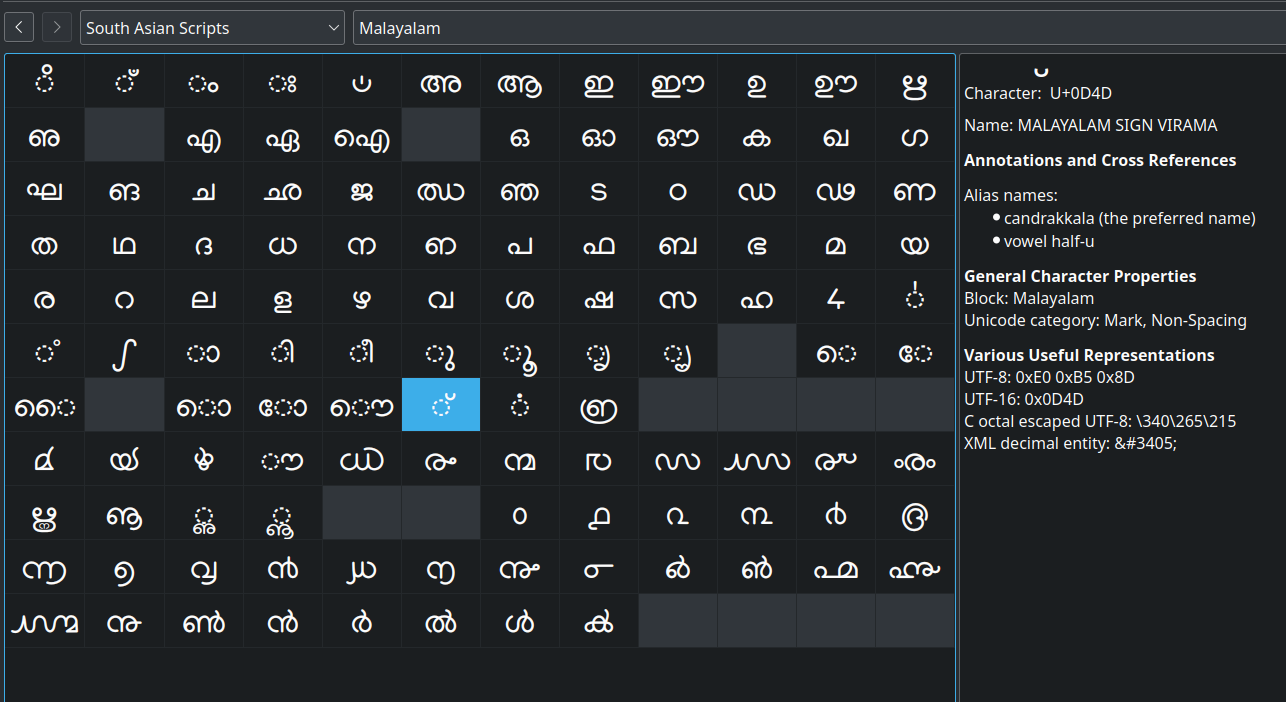 South Asian Scripts
Malayalam
ഀ ഁ ം ഃ ഄ അ ആ ഇ ഈ ഉ ഊ ഋ
ഌ എ ഏ ഐ ഒ ഓ ഔ ക ഖ ഗ
ഘ ങ ച ഛ ജ ഝ ഞ ട ഠ ഡ ഢ ണ
ത ഥ ദ ധ ന ഩ പ ഫ ബ ഭ മ യ
ര റ ല ള ഴ വ ശ ഷ സ ഹ ഺ ഻
഼ ഽ ാ ി ീ ു ൂ ൃ ൄ െ േ
ൈ ൊ ോ ൌ ് ൎ ൏
ൔ ൕ ൖ ൗ ൘ ൙ ൚ ൛ ൜ ൝ ൞ ൟ
ൠ ൡ ൢ ൣ ൦ ൧ ൨ ൩ ൪ ൫
൬ ൭ ൮ ൯ ൰ ൱ ൲ ൳ ൴ ൵ ൶ ൷
൸ ൹ ൺ ൻ ർ ൽ ൾ ൿ
്
Character: U+0D4D
Name: MALAYALAM SIGN VIRAMA
Annotations and Cross References
Alias names:
• candrakkala (the preferred name)
• vowel half-u
General Character Properties
Block: Malayalam
Unicode category: Mark, Non-Spacing
Various Useful Representations
UTF-8: 0xE0 0xB5 0x8D
UTF-16: 0x0D4D
C octal escaped UTF-8: \340\265\215
XML decimal entity: &amp;#3405;